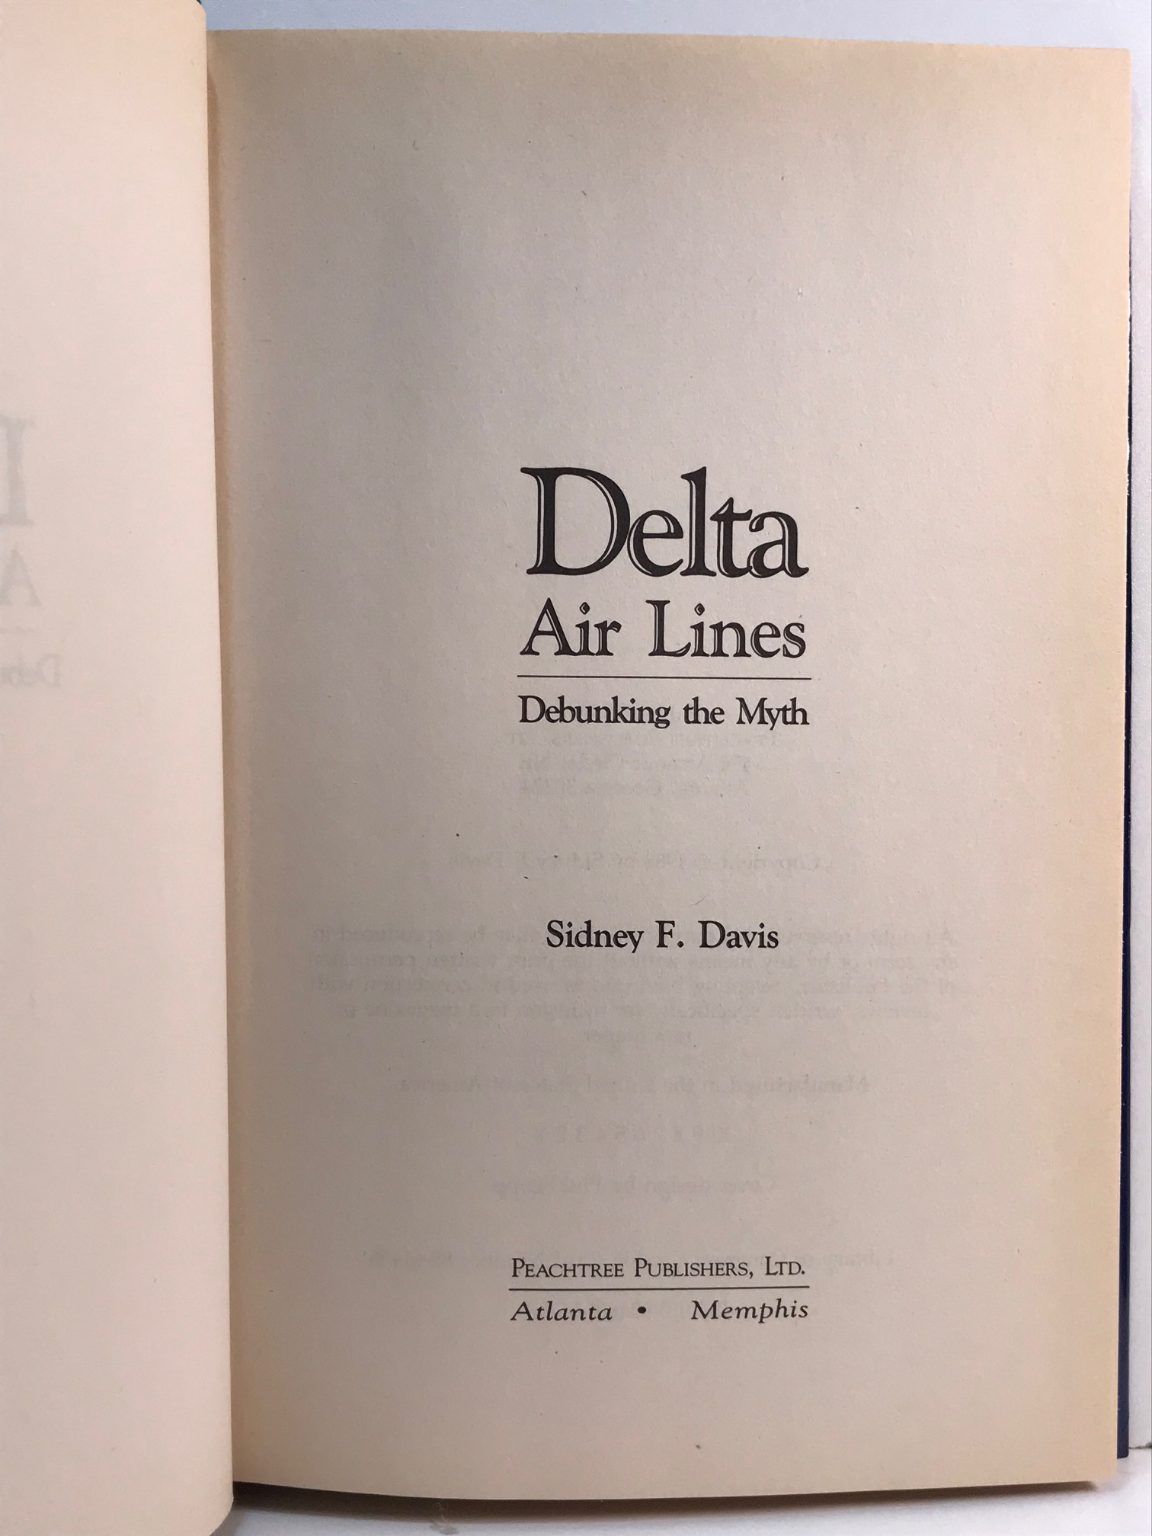 Delta
Air Lines
Debunking the Myth
Sidney F. Davis
PEACHTREE PUBLISHERS, LTD.
Atlanta • Memphis